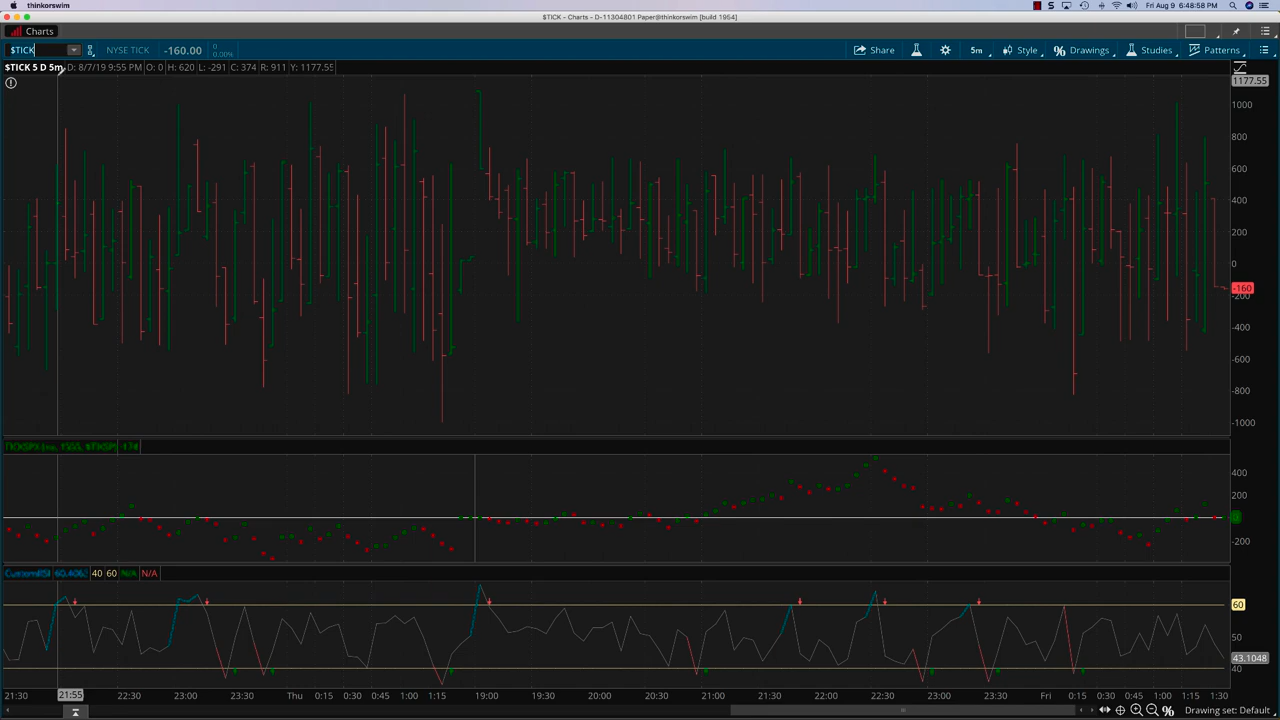 thinkorswim
Fri Aug 9 6:48:58 PM
$TICK - Charts - D-11304801 Paper@thinkorswim [build 1954]
Charts
$TICK NYSE TICK -160.00 0 0.00% Share 5m Style Drawings Studies Patterns
$TICK 5 D 5m D: 8/7/19 9:55 PM O: 0 H: 620 L: -291 C: 374 R: 911 Y: 1177.55
1177.55
1000
800
600
400
200
0
-160
-200
-400
-600
-800
-1000
400
200
0
-200
40 60 N/A N/A
60
50
43.1048
40
21:30 21:55 22:30 23:00 23:30 Thu 0:15 0:30 0:45 1:00 1:15 19:00 19:30 20:00 20:30 21:00 21:30 22:00 22:30 23:00 23:30 Fri 0:15 0:30 0:45 1:00 1:15 1:30
Drawing set: Default